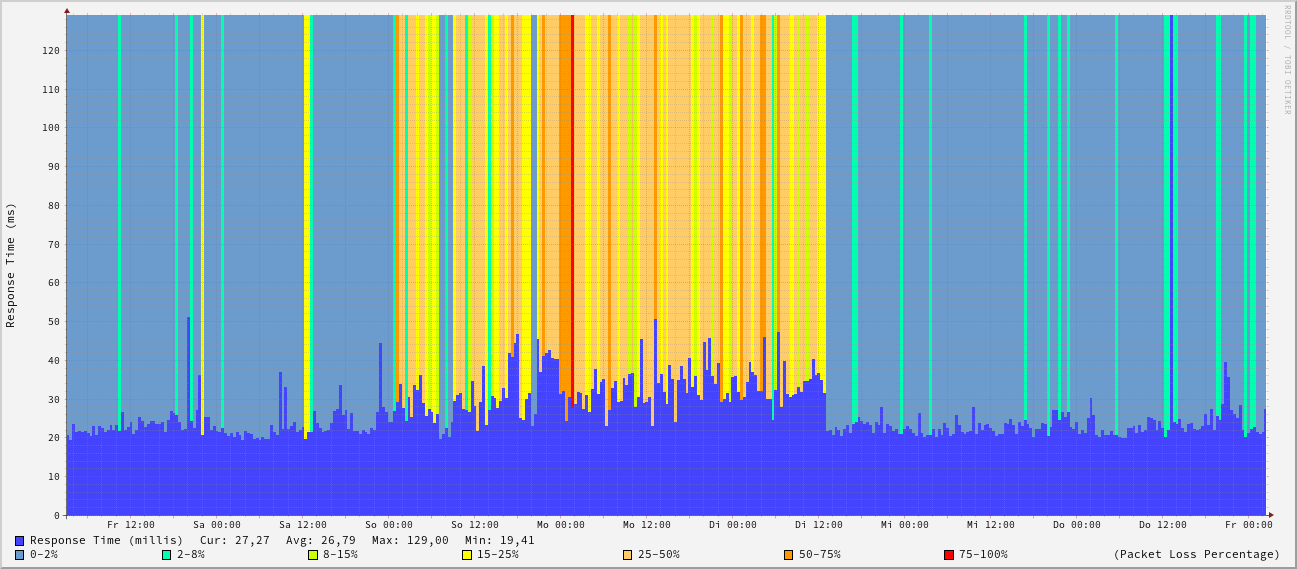 RRDTOOL / TOBI OETIKER
Response Time (ms)
120
110
100
90
80
70
60
50
40
30
20
10
0
Fr 12:00 Sa 00:00 Sa 12:00 So 00:00 So 12:00 Mo 00:00 Mo 12:00 Di 00:00 Di 12:00 Mi 00:00 Mi 12:00 Do 00:00 Do 12:00 Fr 00:00
Response Time (millis) Cur: 27,27 Avg: 26,79 Max: 129,00 Min: 19,41
0-2% 2-8% 8-15% 15-25% 25-50% 50-75% 75-100% (Packet Loss Percentage)